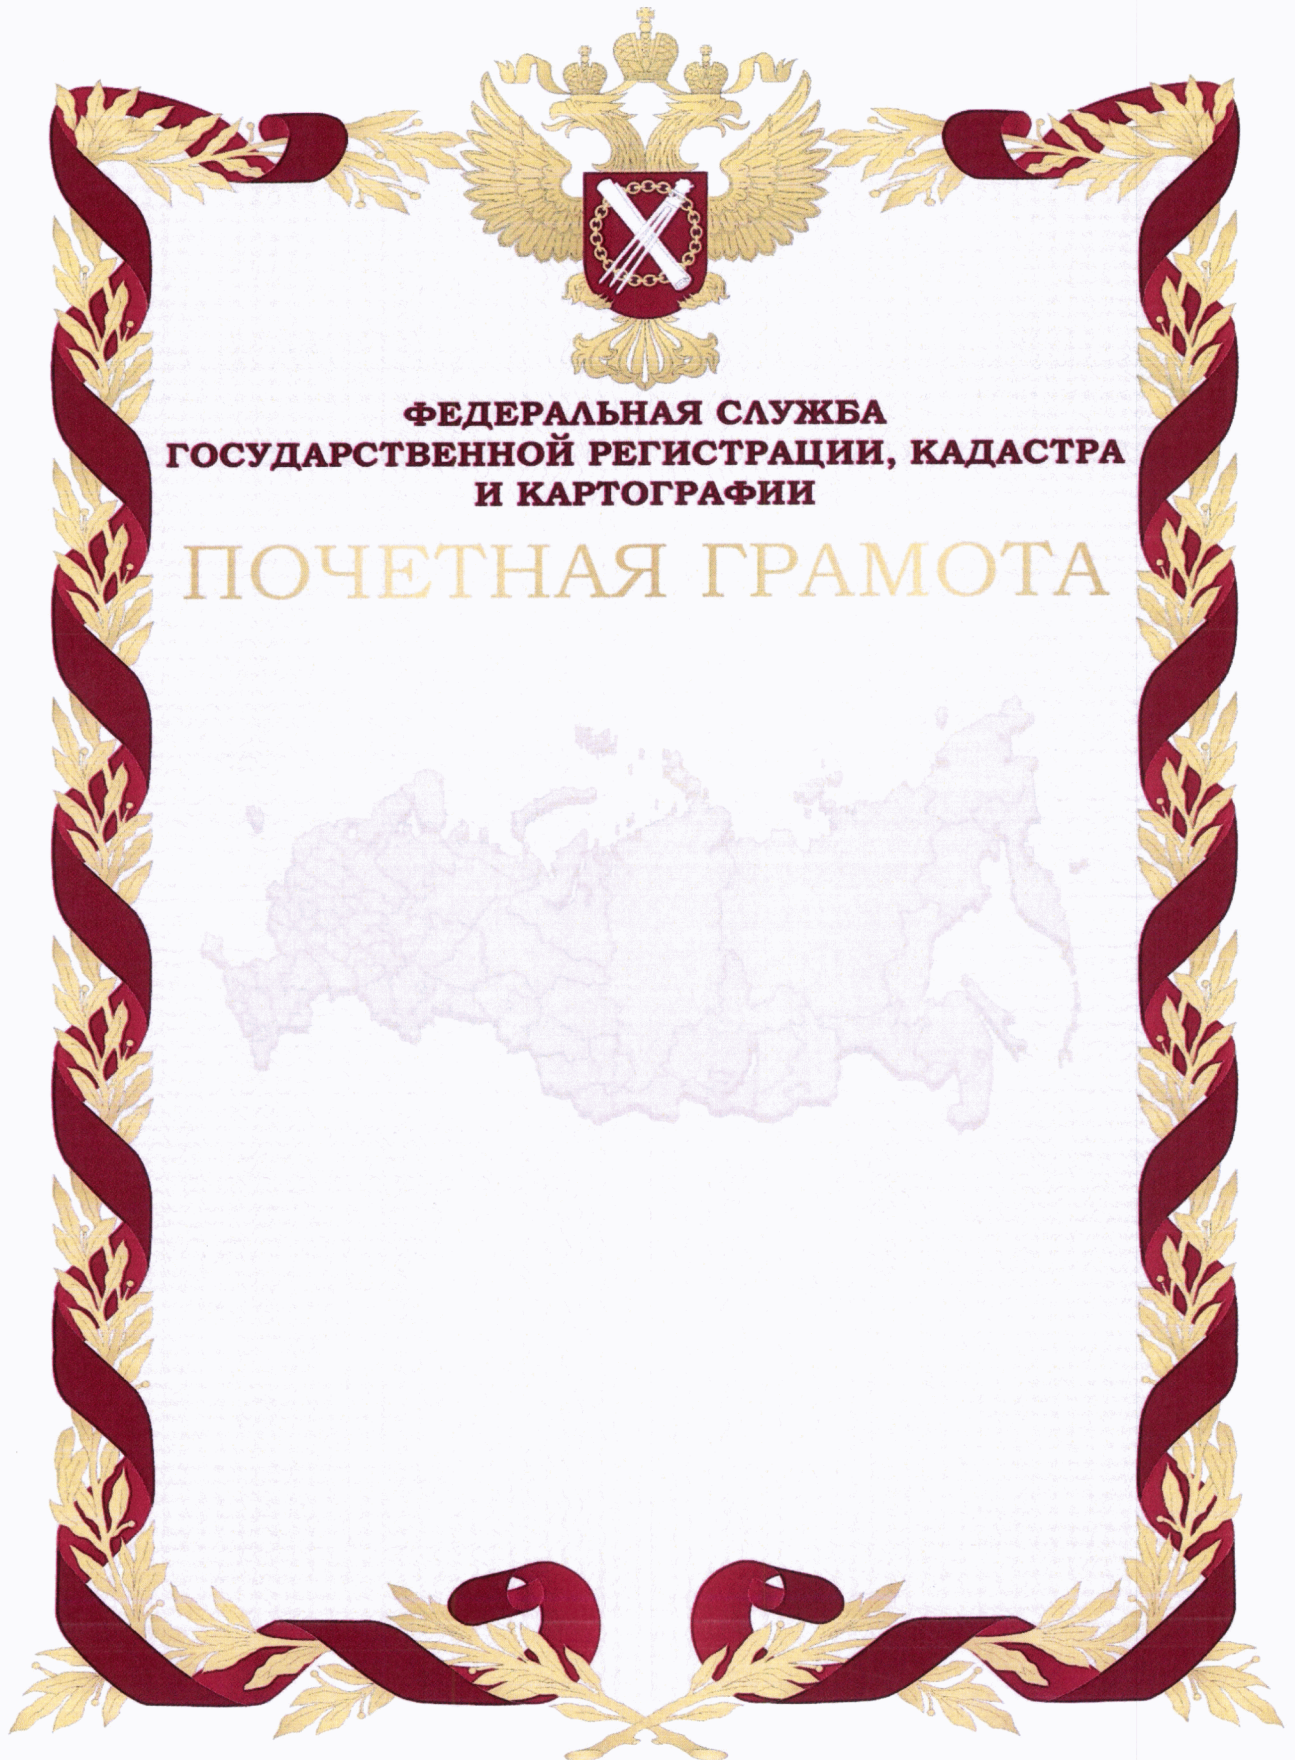 ФЕДЕРАЛЬНАЯ СЛУЖБА
ГОСУДАРСТВЕННОЙ РЕГИСТРАЦИИ, КАДАСТРА
И КАРТОГРАФИИ
ПОЧЕТНАЯ ГРАМОТА